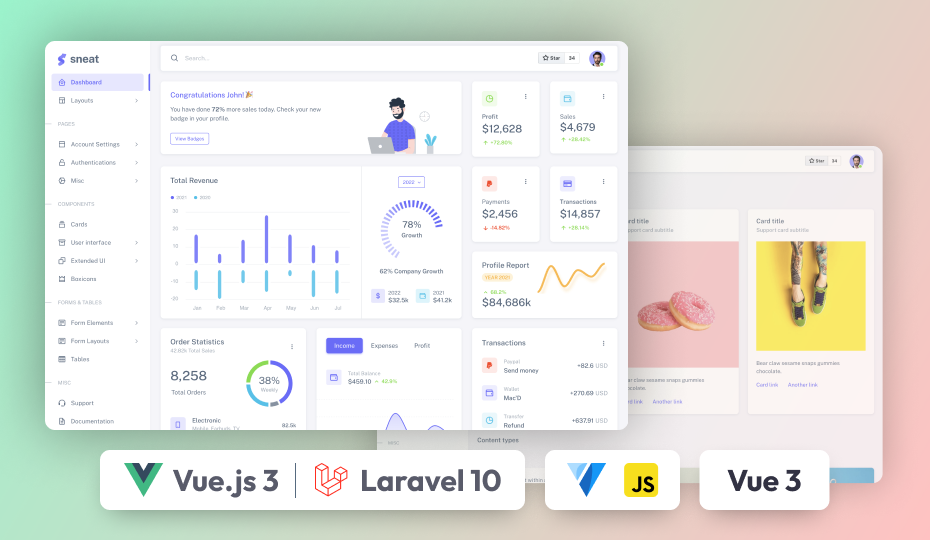 sneat
Search...
Star 34
Dashboard
Layouts
PAGES
Account Settings
Authentications
Misc
COMPONENTS
Cards
User interface
Extended UI
Boxicons
FORMS & TABLES
Form Elements
Form Layouts
Tables
MISC
Support
Documentation
Congratulations John! 🎉
You have done 72% more sales today. Check your new
badge in your profile.
View Badges
Profit
$12,628
Sales
$4,679
+28.42%
Total Revenue
2021 2022
30
20
10
0
-10
-20
Jan Feb Mar Apr May Jun Jul
2022
78%
Growth
62% Company Growth
2022
$32.5k
2021
$41.2k
Payments
$2,456
-14.82%
Transactions
$14,857
+28.14%
Profile Report
YEAR 2021
68.2%
$84,686k
Order Statistics
42.82k Total Sales
8,258
Total Orders
38%
Weekly
Electronic
Mobile, Earbuds, TV
82.5k
Income Expenses Profit
Total Balance
$459.10 42.9%
Transactions
Paypal
Send money
+82.6 USD
Wallet
Mac'D
+270.69 USD
Transfer
Refund
+637.91 USD
Star 34
card title
Support card subtitle
Card title
Support card subtitle
Bear claw sesame snaps gummies
chocolate.
Card link Another link
claw sesame snaps gummies
Another link
MISC
Content types
Vue.js 3
Laravel 10
JS
Vue 3